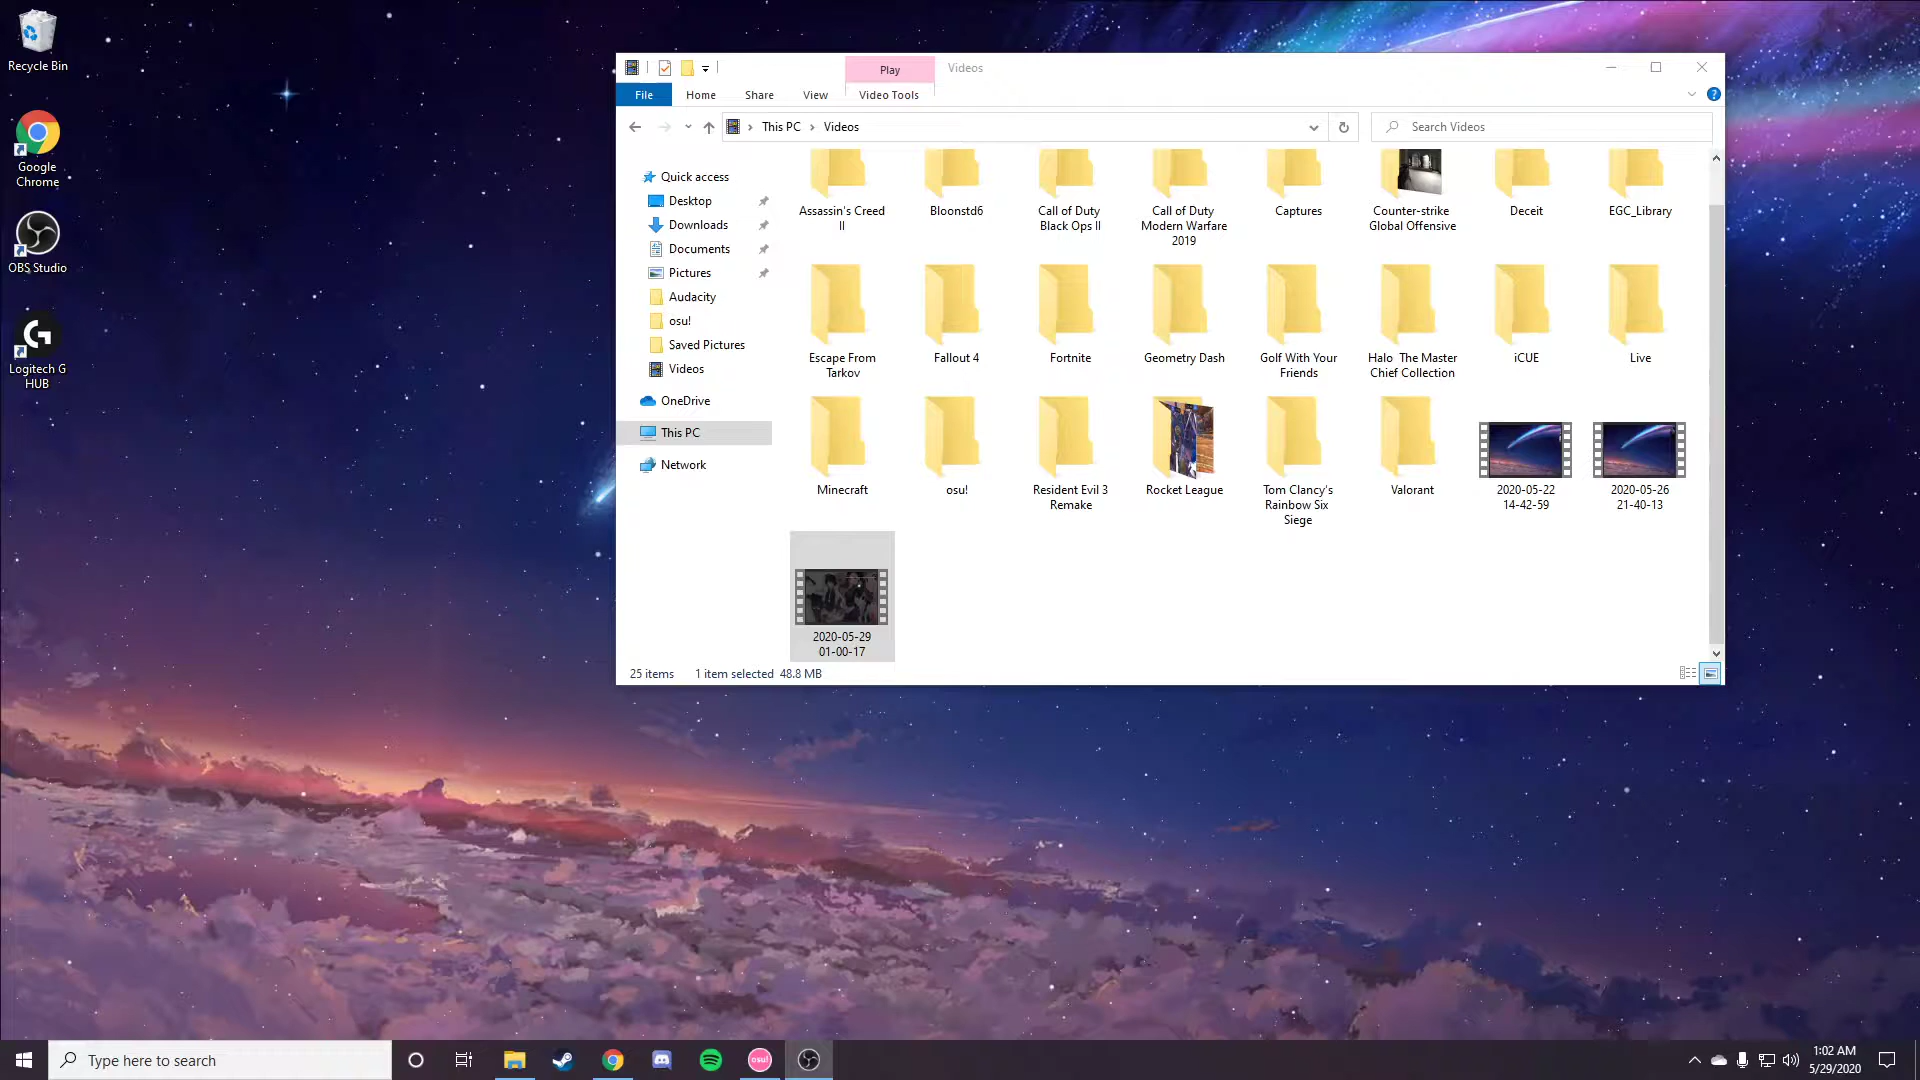 Recycle Bin
Google
Chrome
OBS Studio
Logitech G
HUB
Play
Videos
File
Home
Share
View
Video Tools
This PC
Videos
Search Videos
Quick access
Desktop
Downloads
Documents
Pictures
Audacity
osu!
Saved Pictures
Videos
OneDrive
This PC
Network
Assassin's Creed
II
Bloonstd6
Call of Duty
Black Ops II
Call of Duty
Modern Warfare
2019
Captures
Counter-strike
Global Offensive
Deceit
EGC_Library
Escape From
Tarkov
Fallout 4
Fortnite
Geometry Dash
Golf With Your
Friends
Halo The Master
Chief Collection
iCUE
Live
Minecraft
osu!
Resident Evil 3
Remake
Rocket League
Tom Clancy's
Rainbow Six
Siege
Valorant
2020-05-22
14-42-59
2020-05-26
21-40-13
2020-05-29
01-00-17
25 items
1 item selected 48.8 MB
Type here to search
osu!
1:02 AM
5/29/2020